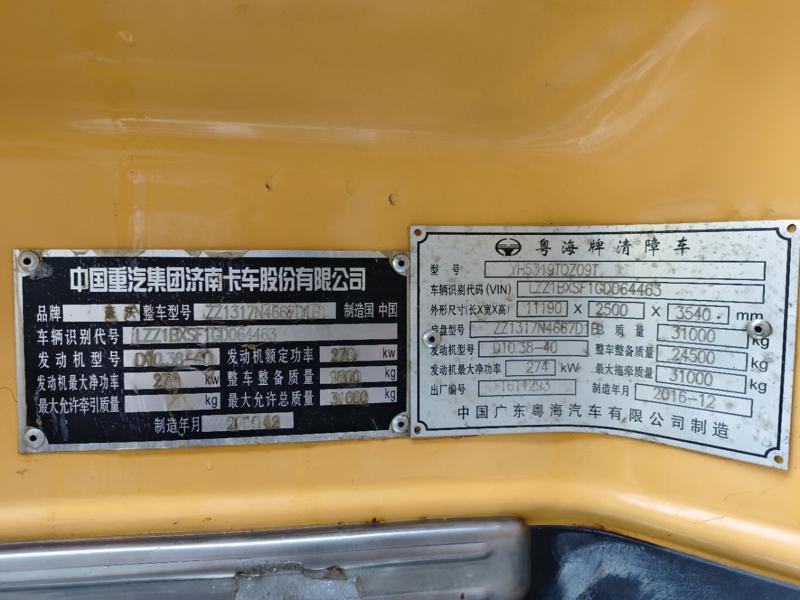 中国重汽集团济南卡车股份有限公司
品牌 豪沃 整车型号 ZZ1317N4667D1B 制造国 中国
车辆识别代号 LZZ1BXSF1GD064463
发动机型号 D10.38-40 发动机额定功率 276 kw
发动机最大净功率 274 kw 整车整备质量 kg
最大允许牵引质量 kg 最大允许总质量 31000 kg
制造年月
粤海牌清障车
型号 YH5319TQZ09T
车辆识别代码(VIN) LZZ1BXSF1GD064463
外形尺寸(长X宽X高) 11190 X 2500 X 3540 mm
底盘型号 ZZ1317N4667D1B 总质量 31000 kg
发动机型号 D10.38-40 整车整备质量 24500 kg
发动机最大净功率 274 kW 最大拖牵质量 31000 kg
出厂编号 1614293 制造年月 2016-12
中国广东粤海汽车有限公司制造